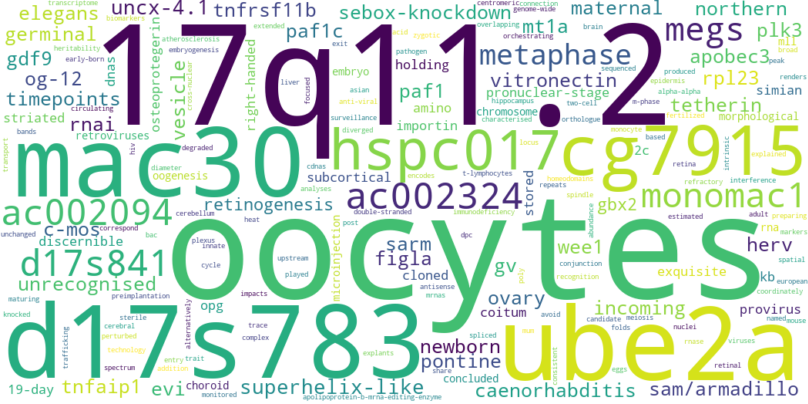 uncx-4.1 tnfrsf11b maternal northern
elegans sebox-knockdown mt1a plk3
germinal paf1c megs
gdf9 dnas osteoprotegerin 17q11.2 metaphase apobec3
og-12 vesicle right-handed embryo holding vitronectin rpl23 simian
timepoints paf1 pronuclear-stage tetherin
striated rnai amino chromosome morphological
retroviruses importin
mac30 hspc017 cg7915
oogenesis subcortical 2c
ac002094 retinogenesis ac002324 stored gbx2 monomac1
c-mos discernible sarm wee1 rna herv
d17s841 oocytes figla cloned exquisite
unrecognised microinjection gv kb european
opg ovary incoming provirus
d17s783 coitum ube2a
newborn
pontine
19-day tnfaip1 evi choroid superhelix-like concluded caenorhabditis sam/armadillo
apolipoprotein-b-mrna-editing-enzyme
circulating atherosclerosis embryogenesis early-born heritability biomarkers transcriptome
cross-nuclear liver focused asian anti-viral surveillance pathogen brain hippocampus
extended exit acid zygotic overlapping centromeric connection genome-wide orchestrating
sequenced epidermis produced renders alpha-alpha broad peak mll
bands hiv degraded diameter cdnas analyses transport
diverged encodes characterised two-cell m-phase orthologue fertilized
t-lymphocytes monocyte based retina intrinsic interference explained
locus homeodomains refractory repeats spindle estimated adult preparing markers spatial
double-stranded immunodeficiency abundance recognition conjunction coordinately
unchanged correspond bac cerebellum heat plexus innate cycle upstream played post dpc
antisense mrnas poly avoid candidate meiosis named mouse
maturing preimplantation knocked sterile cerebral perturbed trafficking technology
alternatively impacts trace complex entry trait addition spectrum monitored explants
share spliced consistent folds nuclei eggs rnase viruses retinal